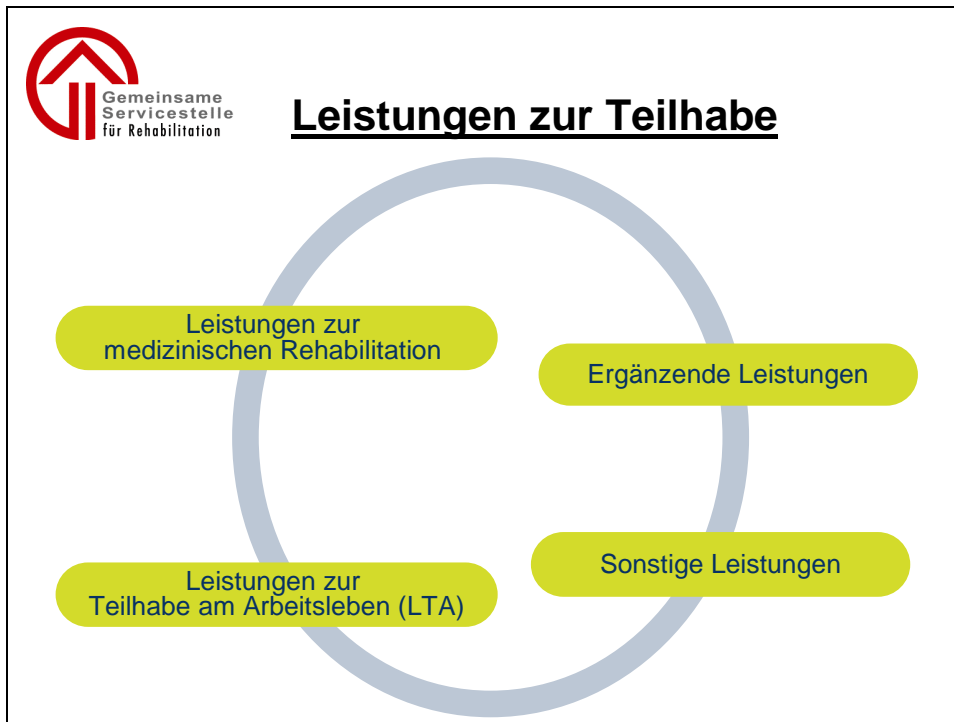 Gemeinsame
Servicestelle
für Rehabilitation
Leistungen zur Teilhabe
Leistungen zur
medizinischen Rehabilitation
Ergänzende Leistungen
Sonstige Leistungen
Leistungen zur
Teilhabe am Arbeitsleben (LTA)